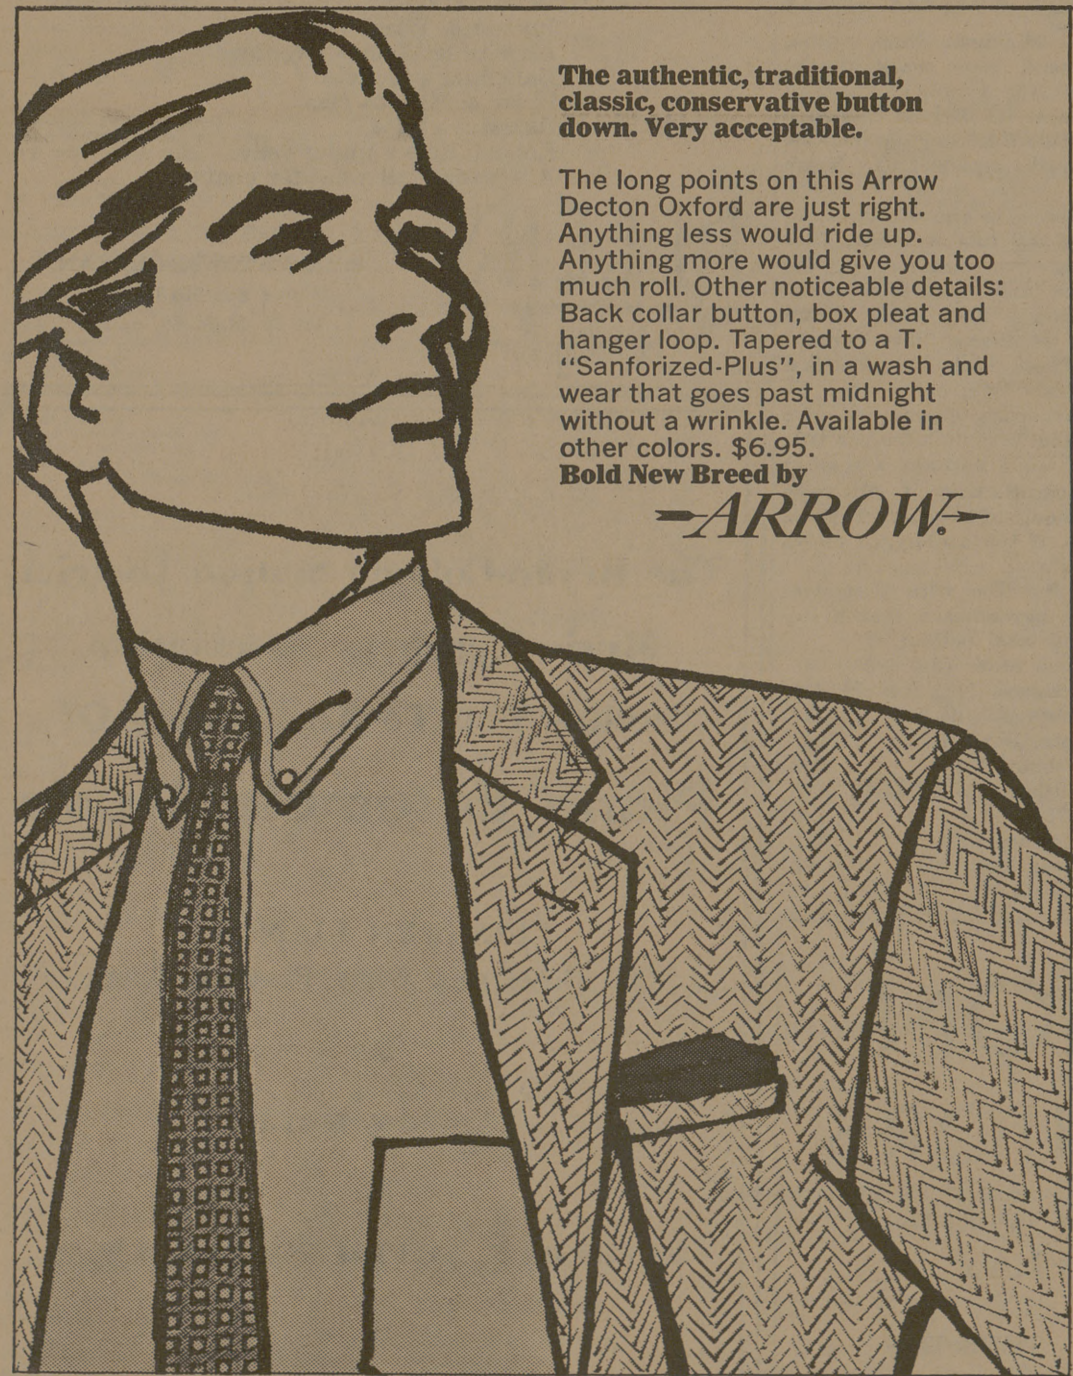 The authentic, traditional,
classic, conservative button
down. Very acceptable.
The long points on this Arrow
Decton Oxford are just right.
Anything less would ride up.
Anything more would give you too
much roll. Other noticeable details:
Back collar button, box pleat and
hanger loop. Tapered to a T.
“Sanforized-Plus”, in a wash and
wear that goes past midnight
without a wrinkle. Available in
other colors. $6.95.
Bold New Breed by
ARROW®